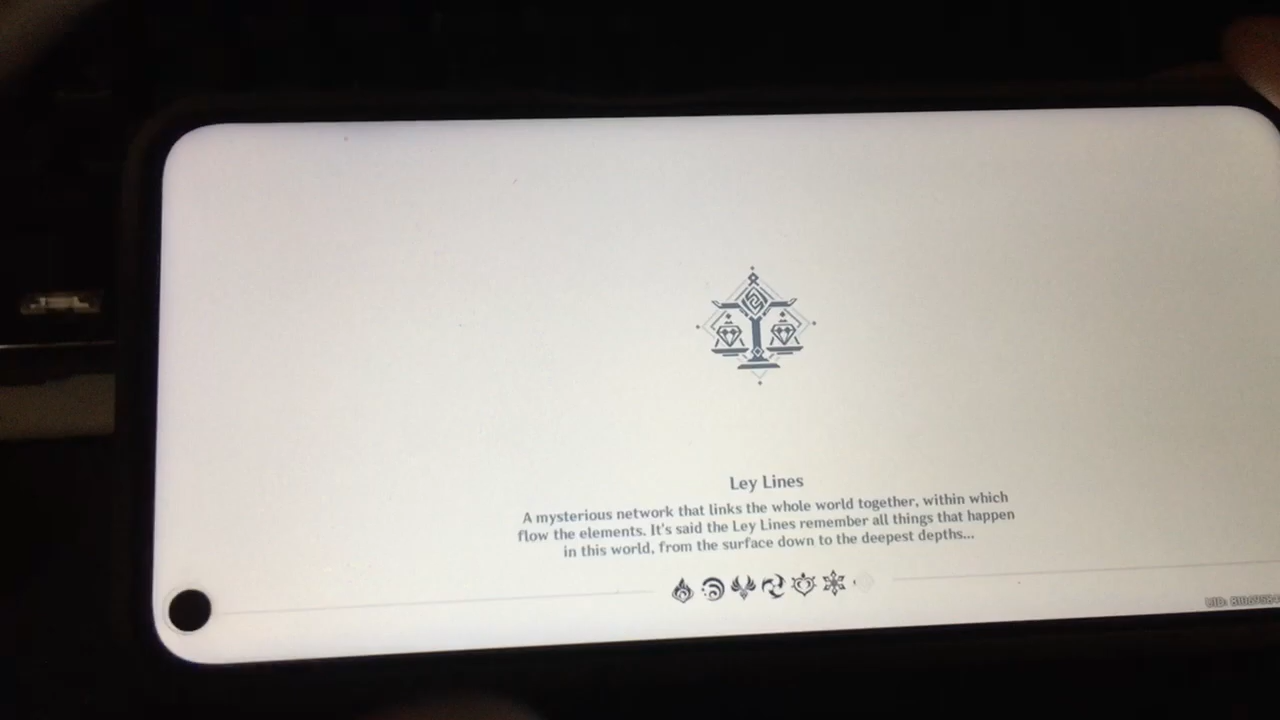 Ley Lines
A mysterious network that links the whole world together, within which
flow the elements. It's said the Ley Lines remember all things that happen
in this world, from the surface down to the deepest depths...
UID: